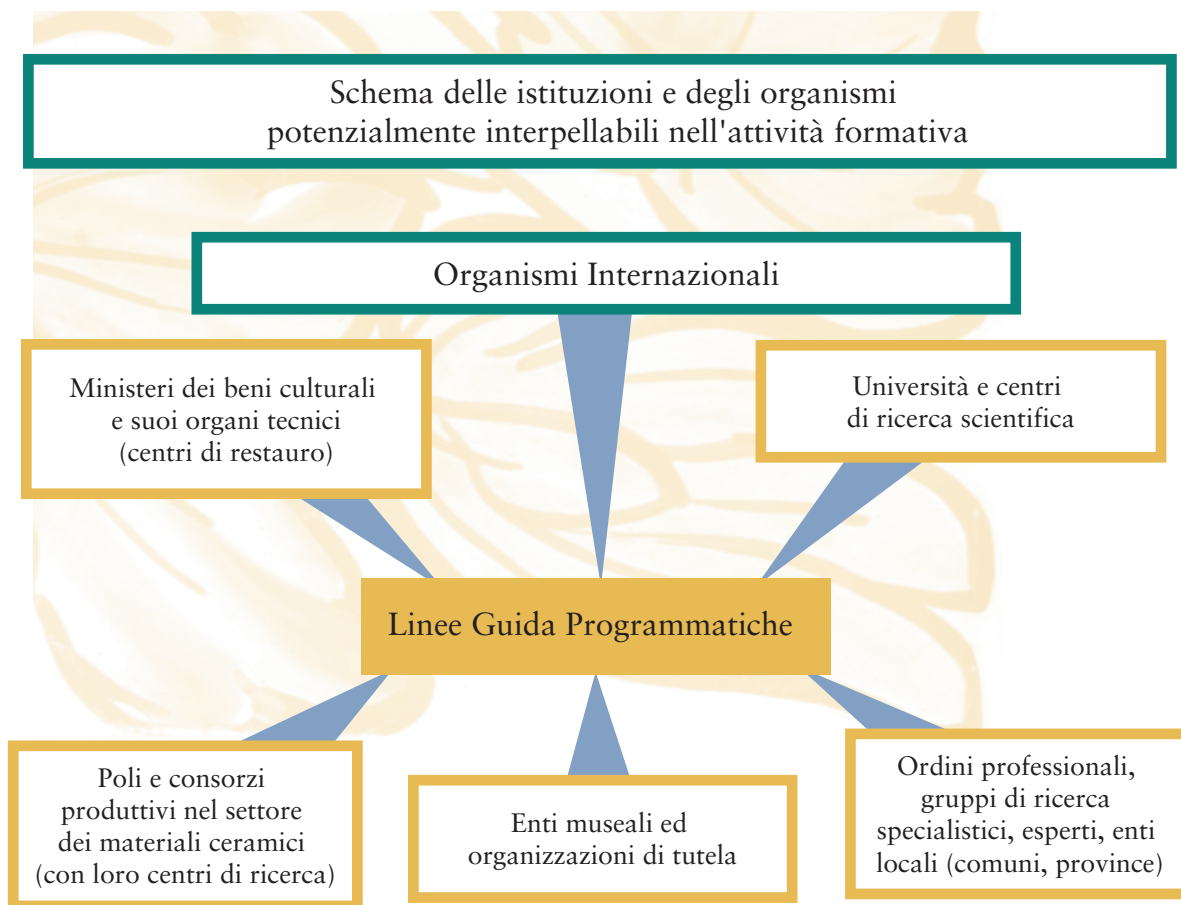 Schema delle istituzioni e degli organismi
potenzialmente interpellabili nell'attività formativa
Organismi Internazionali
Ministeri dei beni culturali
e suoi organi tecnici
(centri di restauro)
Università e centri
di ricerca scientifica
Linee Guida Programmatiche
Poli e consorzi
produttivi nel settore
dei materiali ceramici
(con loro centri di ricerca)
Enti museali ed
organizzazioni di tutela
Ordini professionali,
gruppi di ricerca
specialistici, esperti, enti
locali (comuni, province)